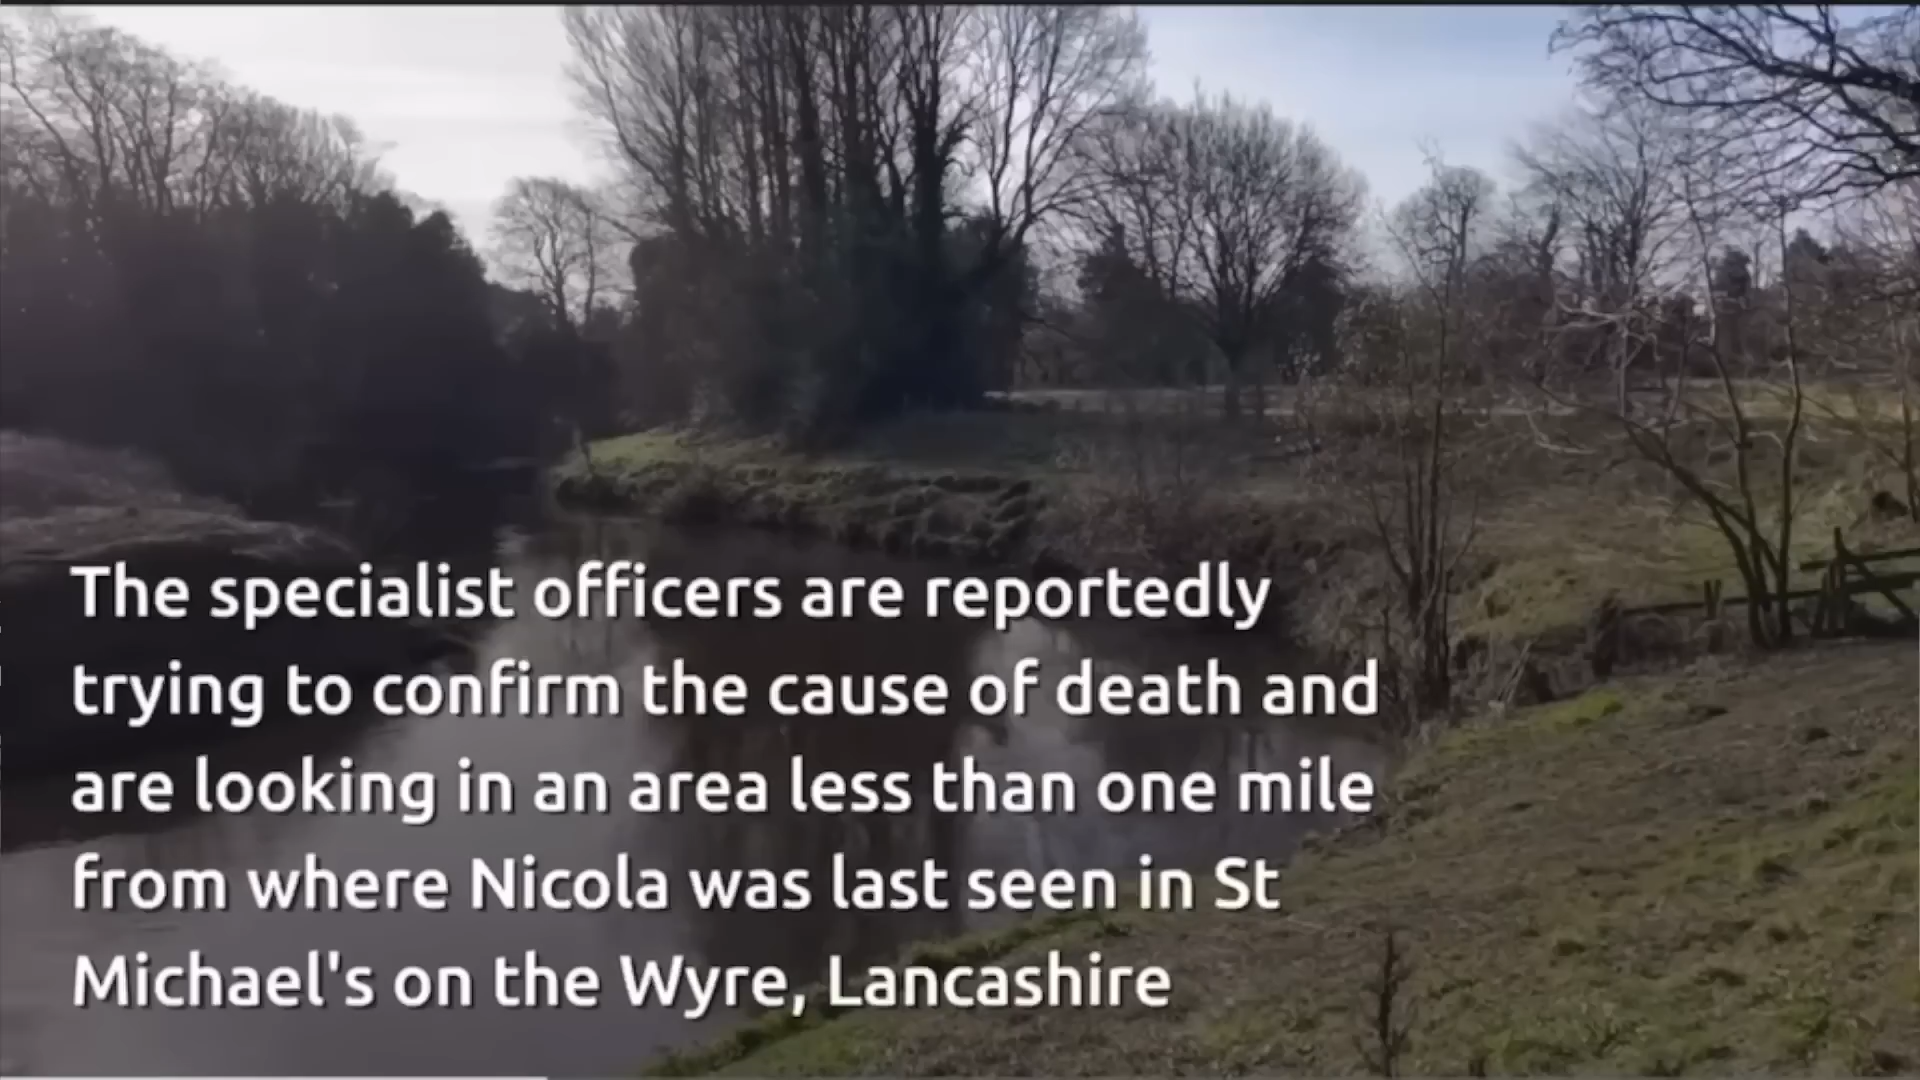 The specialist officers are reportedly
trying to confirm the cause of death and
are looking in an area less than one mile
from where Nicola was last seen in St
Michael's on the Wyre, Lancashire